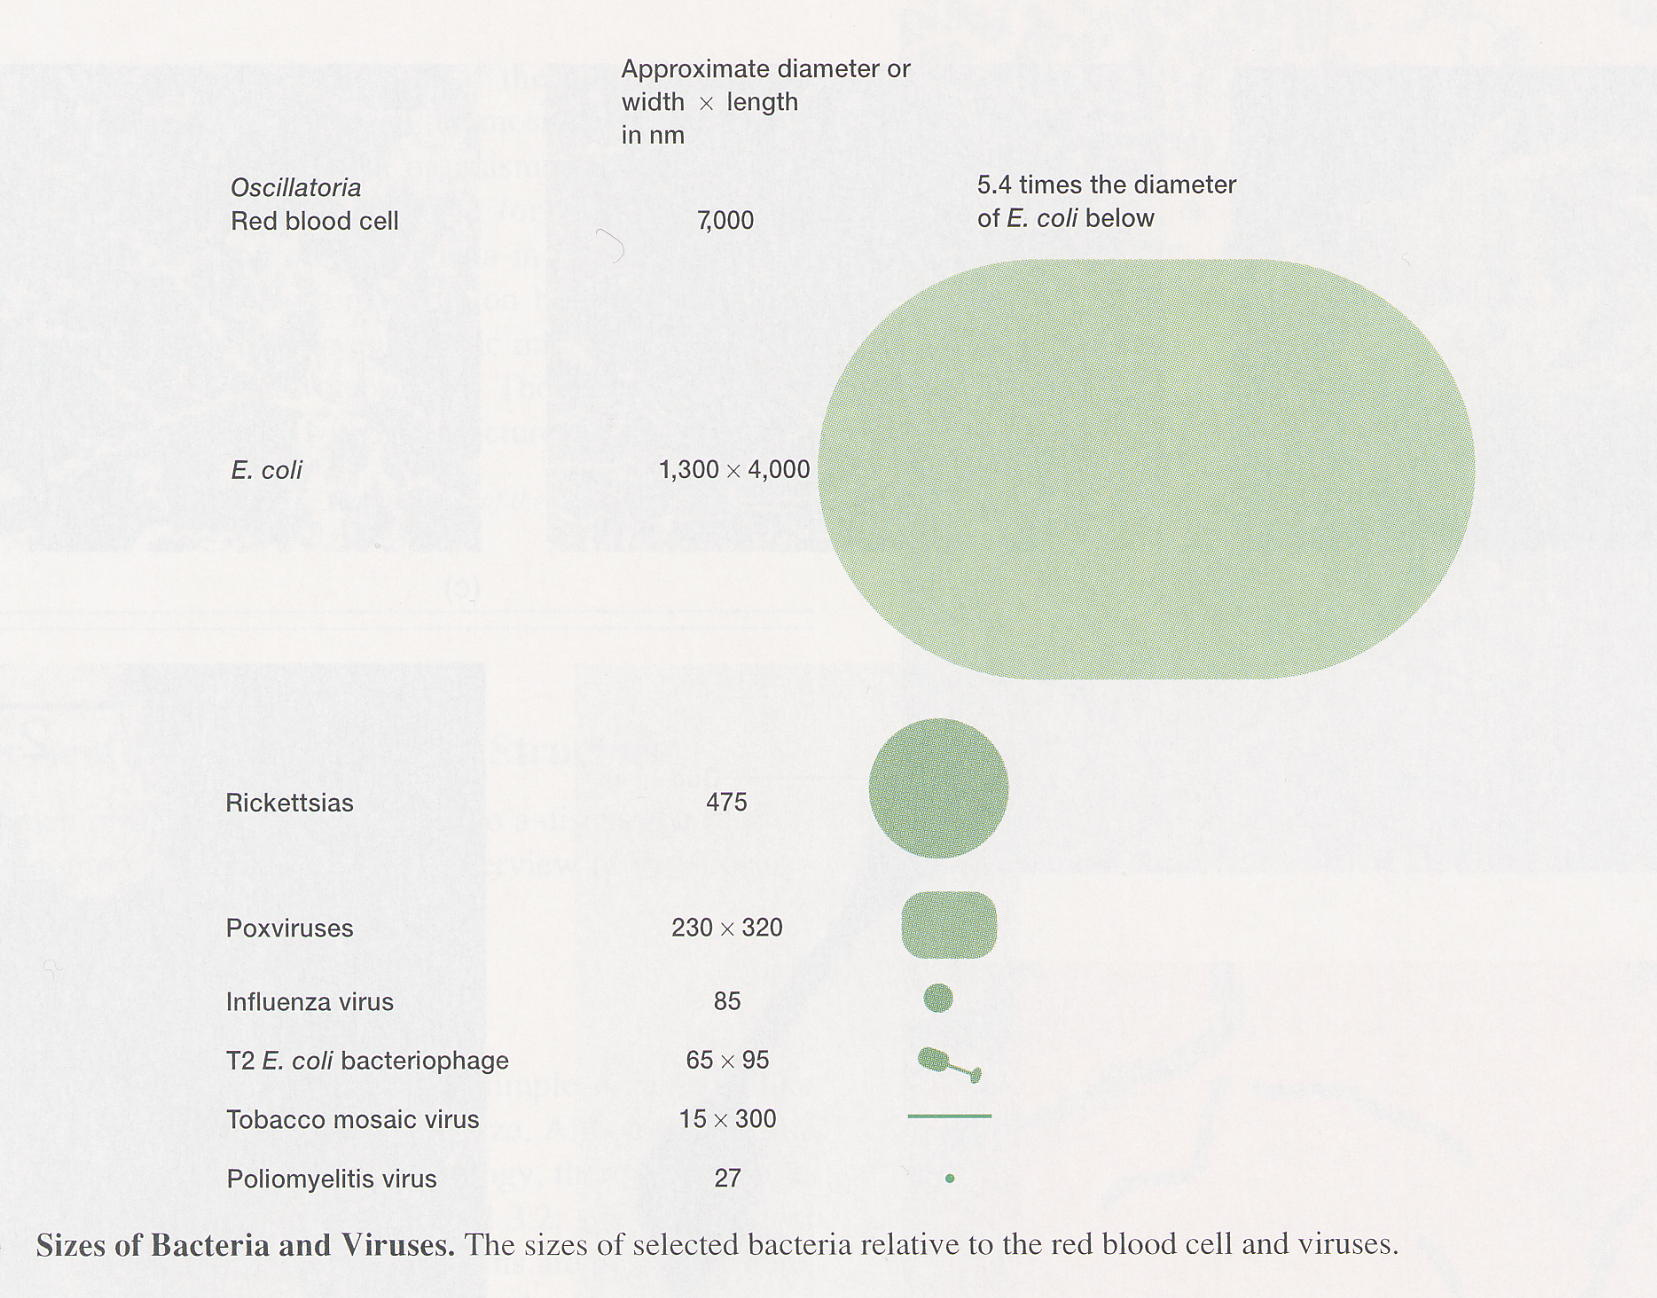 Approximate diameter or
width × length
in nm
Oscillatoria
Red blood cell 7,000
5.4 times the diameter
of E. coli below
E. coli 1,300 × 4,000
Rickettsias 475
Poxviruses 230 × 320
Influenza virus 85
T2 E. coli bacteriophage 65 × 95
Tobacco mosaic virus 15 × 300
Poliomyelitis virus 27
Sizes of Bacteria and Viruses. The sizes of selected bacteria relative to the red blood cell and viruses.